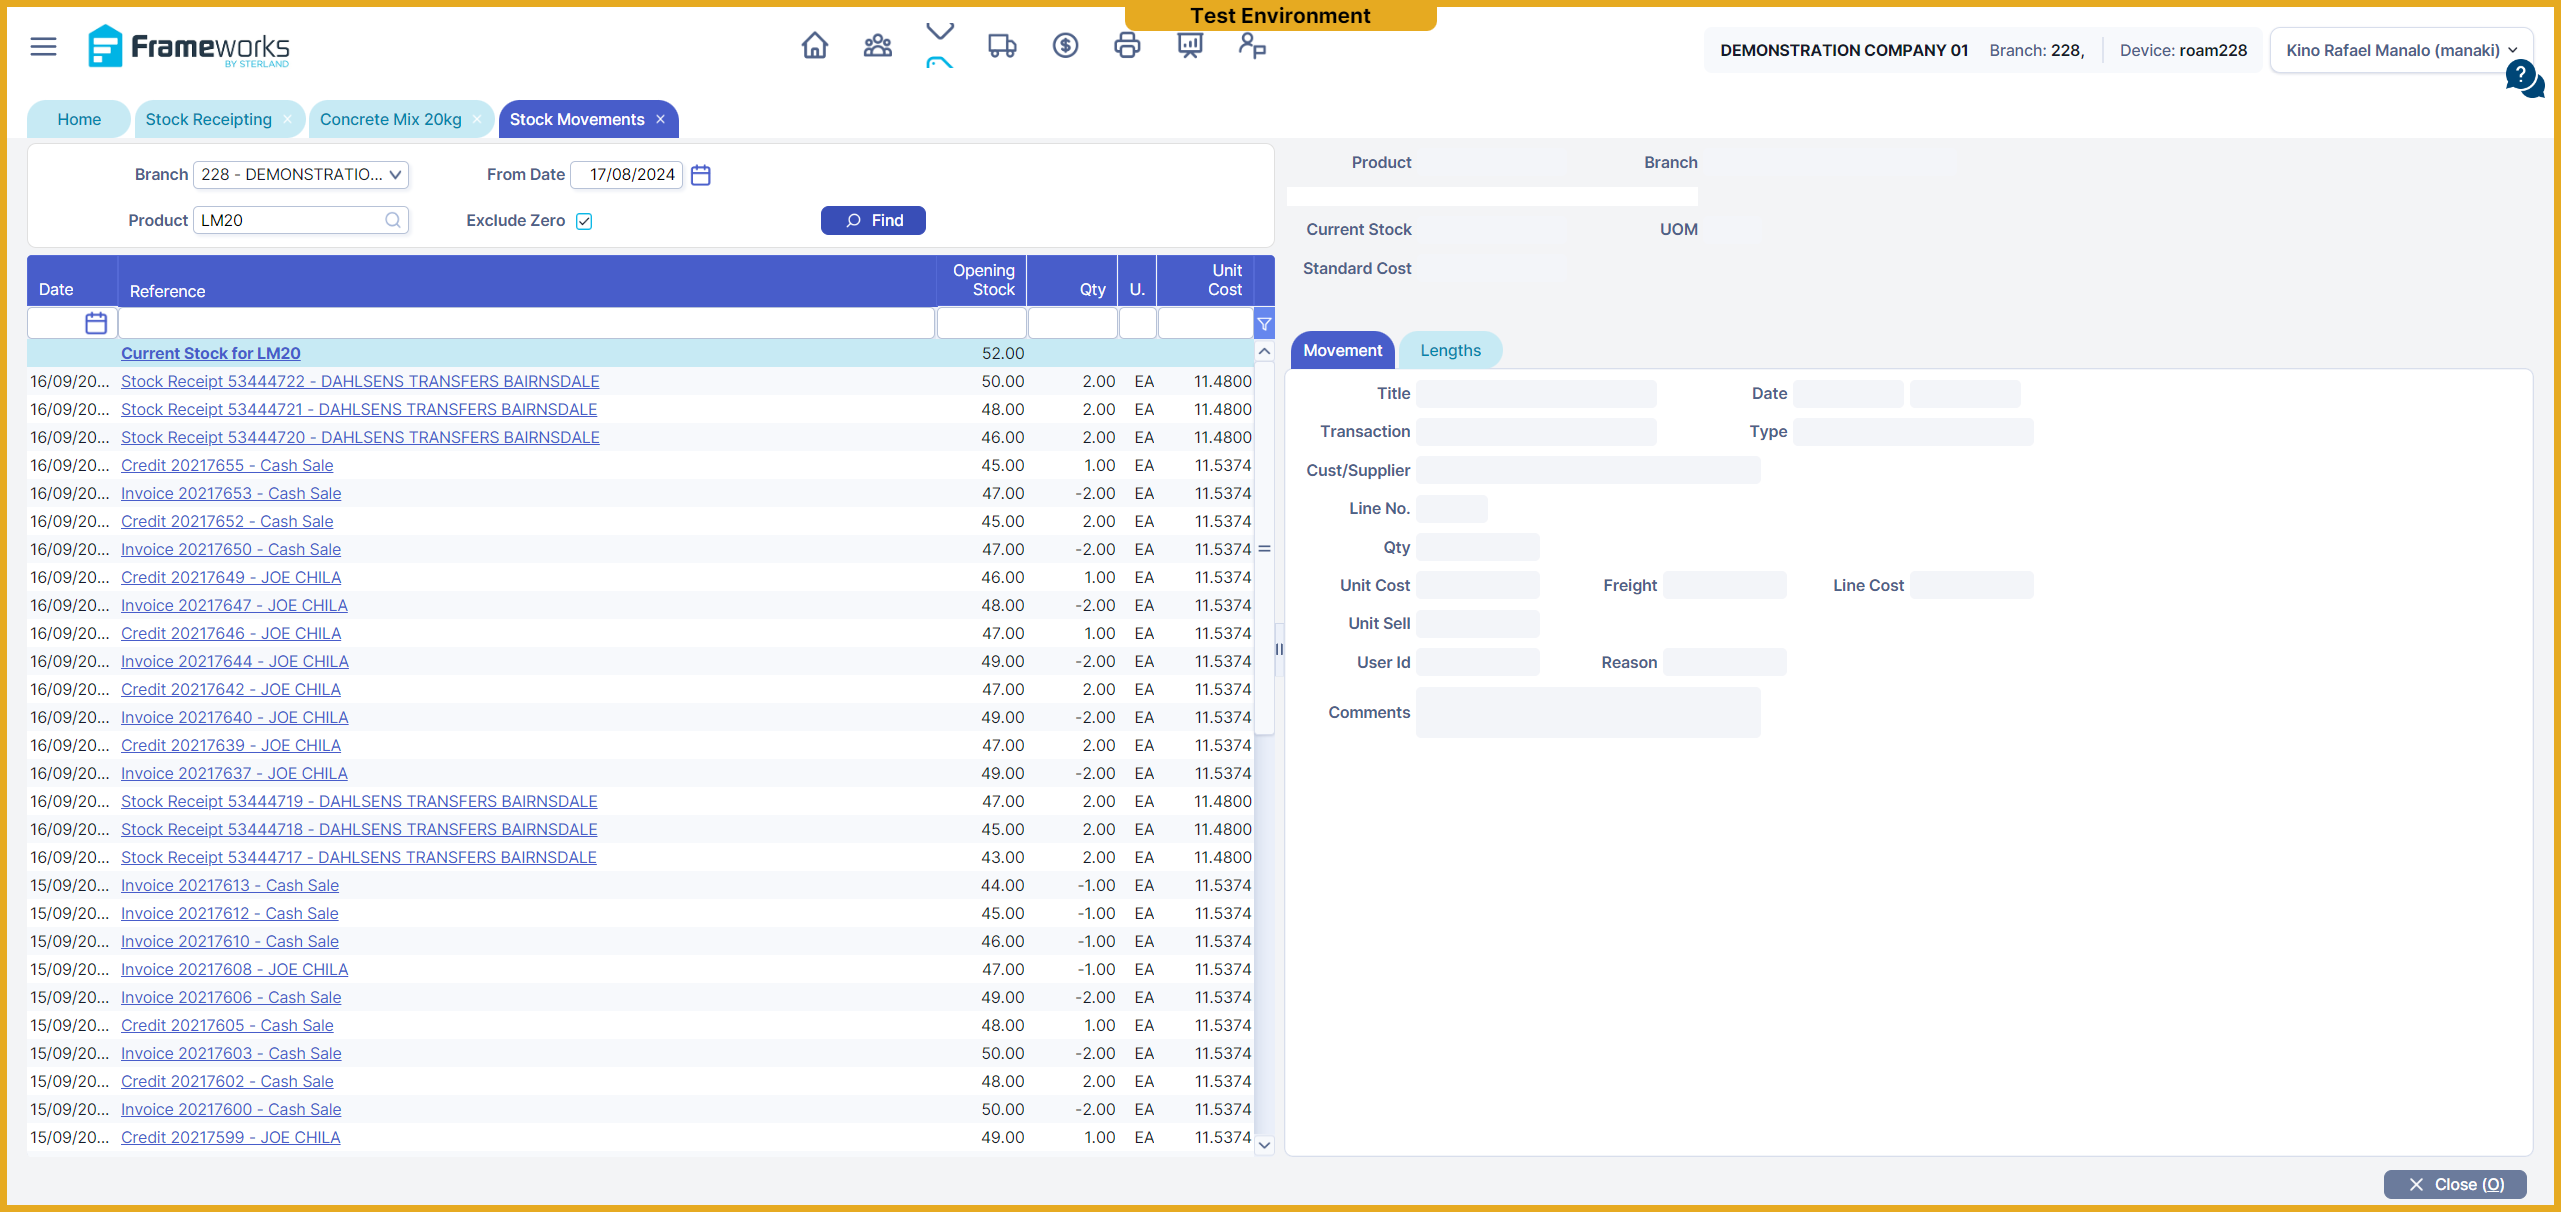 Test Environment
Frameworks
BY STERLAND
DEMONSTRATION COMPANY 01 Branch: 228, Device: roam228 Kino Rafael Manalo (manaki)
?
Home Stock Receipting × Concrete Mix 20kg × Stock Movements ×
Branch 228 - DEMONSTRATIO... From Date 17/08/2024
Product LM20 Exclude Zero Find
Product Branch
Current Stock UOM
Standard Cost
Date Reference Opening Stock Qty U. Unit Cost
Current Stock for LM20 52.00
16/09/20... Stock Receipt 53444722 - DAHLSENS TRANSFERS BAIRNSDALE 50.00 2.00 EA 11.4800
16/09/20... Stock Receipt 53444721 - DAHLSENS TRANSFERS BAIRNSDALE 48.00 2.00 EA 11.4800
16/09/20... Stock Receipt 53444720 - DAHLSENS TRANSFERS BAIRNSDALE 46.00 2.00 EA 11.4800
16/09/20... Credit 20217655 - Cash Sale 45.00 1.00 EA 11.5374
16/09/20... Invoice 20217653 - Cash Sale 47.00 -2.00 EA 11.5374
16/09/20... Credit 20217652 - Cash Sale 45.00 2.00 EA 11.5374
16/09/20... Invoice 20217650 - Cash Sale 47.00 -2.00 EA 11.5374
16/09/20... Credit 20217649 - JOE CHILA 46.00 1.00 EA 11.5374
16/09/20... Invoice 20217647 - JOE CHILA 48.00 -2.00 EA 11.5374
16/09/20... Credit 20217646 - JOE CHILA 47.00 1.00 EA 11.5374
16/09/20... Invoice 20217644 - JOE CHILA 49.00 -2.00 EA 11.5374
16/09/20... Credit 20217642 - JOE CHILA 47.00 2.00 EA 11.5374
16/09/20... Invoice 20217640 - JOE CHILA 49.00 -2.00 EA 11.5374
16/09/20... Credit 20217639 - JOE CHILA 47.00 2.00 EA 11.5374
16/09/20... Invoice 20217637 - JOE CHILA 49.00 -2.00 EA 11.5374
16/09/20... Stock Receipt 53444719 - DAHLSENS TRANSFERS BAIRNSDALE 47.00 2.00 EA 11.4800
16/09/20... Stock Receipt 53444718 - DAHLSENS TRANSFERS BAIRNSDALE 45.00 2.00 EA 11.4800
16/09/20... Stock Receipt 53444717 - DAHLSENS TRANSFERS BAIRNSDALE 43.00 2.00 EA 11.4800
15/09/20... Invoice 20217613 - Cash Sale 44.00 -1.00 EA 11.5374
15/09/20... Invoice 20217612 - Cash Sale 45.00 -1.00 EA 11.5374
15/09/20... Invoice 20217610 - Cash Sale 46.00 -1.00 EA 11.5374
15/09/20... Invoice 20217608 - JOE CHILA 47.00 -1.00 EA 11.5374
15/09/20... Invoice 20217606 - Cash Sale 49.00 -2.00 EA 11.5374
15/09/20... Credit 20217605 - Cash Sale 48.00 1.00 EA 11.5374
15/09/20... Invoice 20217603 - Cash Sale 50.00 -2.00 EA 11.5374
15/09/20... Credit 20217602 - Cash Sale 48.00 2.00 EA 11.5374
15/09/20... Invoice 20217600 - Cash Sale 50.00 -2.00 EA 11.5374
15/09/20... Credit 20217599 - JOE CHILA 49.00 1.00 EA 11.5374
Movement Lengths
Title Date
Transaction Type
Cust/Supplier
Line No.
Qty
Unit Cost Freight Line Cost
Unit Sell
User Id Reason
Comments
Close (O)